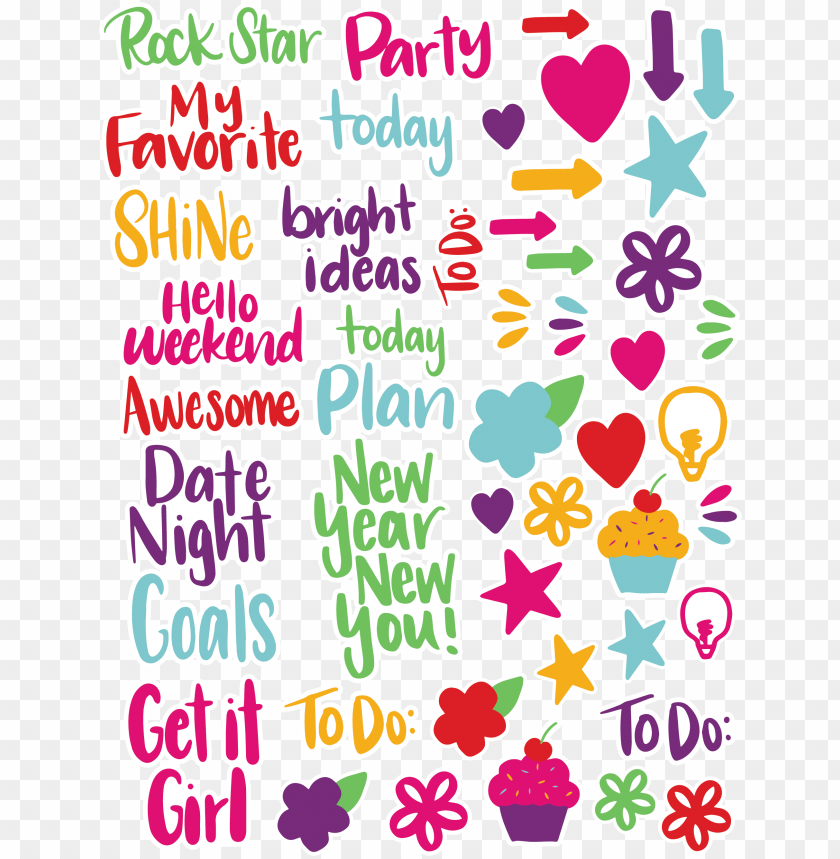 Rock Star
Party
My
Favorite
today
SHiNe
bright
ideas
To Do:
Hello
weekend
today
Awesome
Plan
Date
Night
New
Year
New
You!
Goals
Get it
Girl
To Do:
To Do: